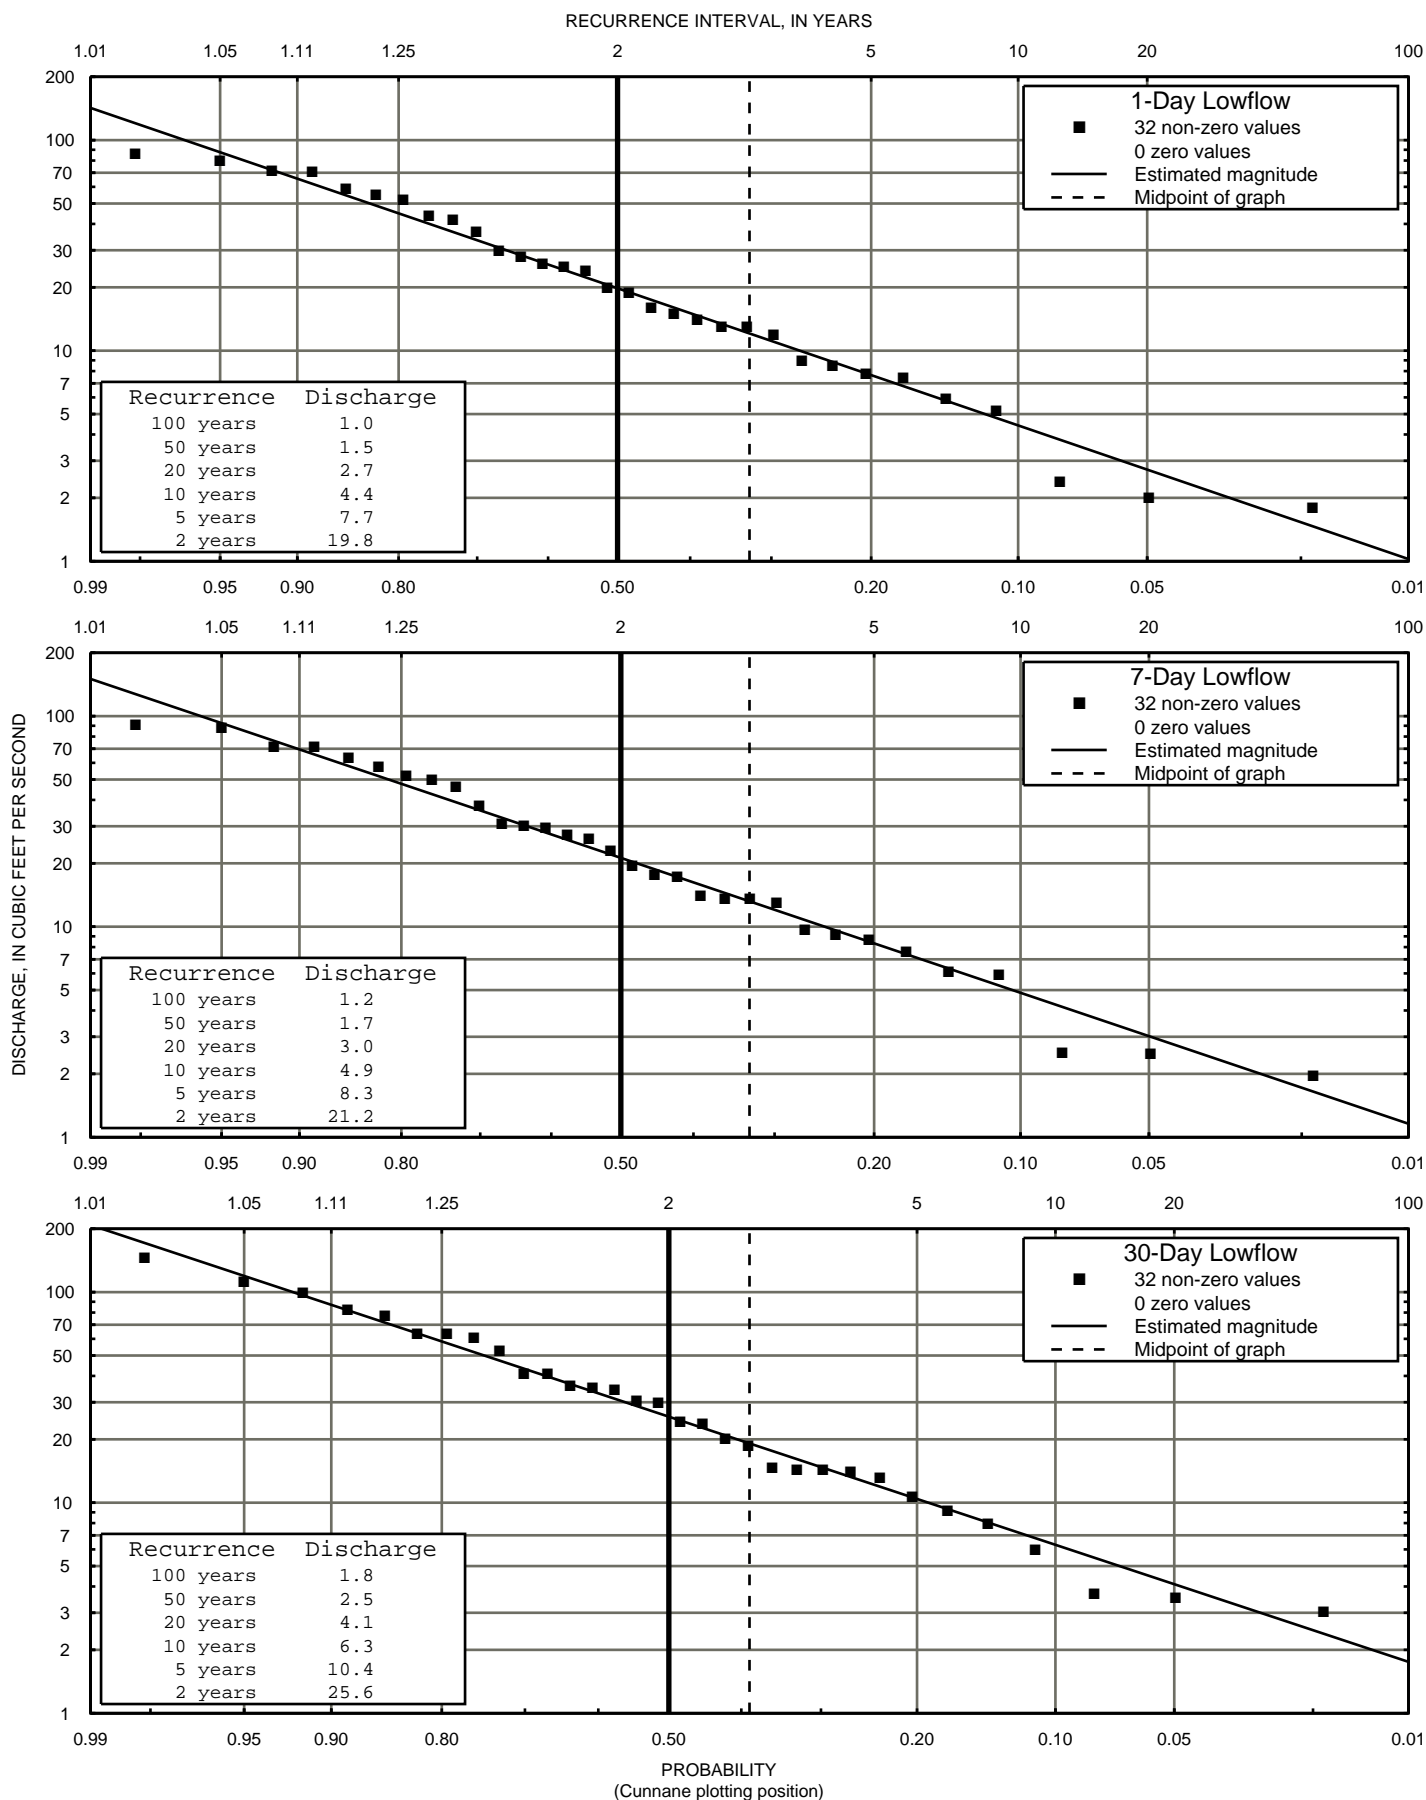 RECURRENCE INTERVAL, IN YEARS
1.01 1.05 1.11 1.25 2 5 10 20 100
200
100
70
50
30
20
10
7
5
3
2
1
1-Day Lowflow
32 non-zero values
0 zero values
Estimated magnitude
Midpoint of graph
Recurrence Discharge
100 years 1.0
50 years 1.5
20 years 2.7
10 years 4.4
5 years 7.7
2 years 19.8
0.99 0.95 0.90 0.80 0.50 0.20 0.10 0.05 0.01
1.01 1.05 1.11 1.25 2 5 10 20 100
DISCHARGE, IN CUBIC FEET PER SECOND
200
100
70
50
30
20
10
7
5
3
2
1
7-Day Lowflow
32 non-zero values
0 zero values
Estimated magnitude
Midpoint of graph
Recurrence Discharge
100 years 1.2
50 years 1.7
20 years 3.0
10 years 4.9
5 years 8.3
2 years 21.2
0.99 0.95 0.90 0.80 0.50 0.20 0.10 0.05 0.01
1.01 1.05 1.11 1.25 2 5 10 20 100
200
100
70
50
30
20
10
7
5
3
2
1
30-Day Lowflow
32 non-zero values
0 zero values
Estimated magnitude
Midpoint of graph
Recurrence Discharge
100 years 1.8
50 years 2.5
20 years 4.1
10 years 6.3
5 years 10.4
2 years 25.6
0.99 0.95 0.90 0.80 0.50 0.20 0.10 0.05 0.01
PROBABILITY
(Cunnane plotting position)